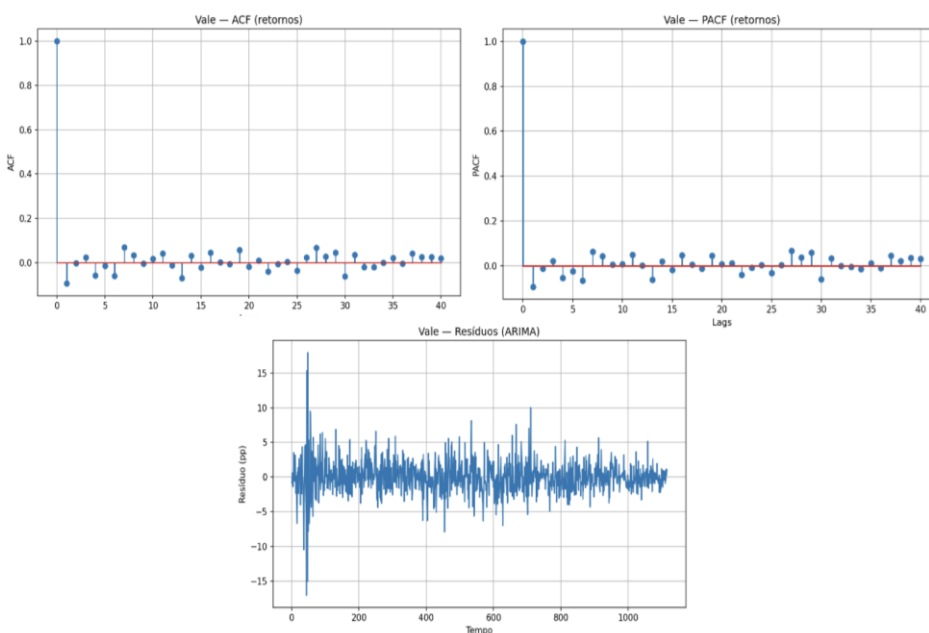 Vale — ACF (retornos)
ACF
1.0
0.8
0.6
0.4
0.2
0.0
0 5 10 15 20 25 30 35 40
Vale — PACF (retornos)
PACF
1.0
0.8
0.6
0.4
0.2
0.0
0 5 10 15 20 25 30 35 40
Lags
Vale — Resíduos (ARIMA)
Resíduo (pp)
15
10
5
0
−5
−10
−15
0 200 400 600 800 1000
Tempo